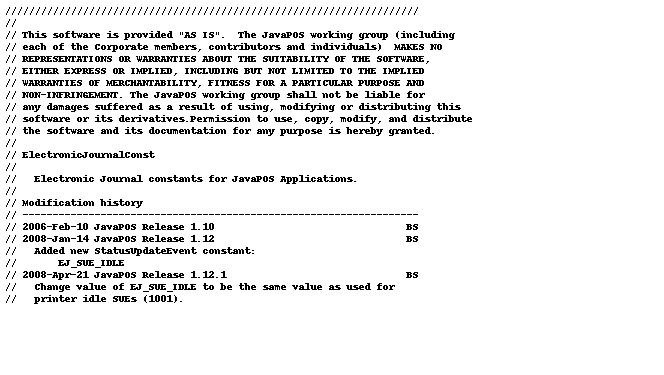 /////////////////////////////////////////////////////////////////////
//
// This software is provided "AS IS".  The JavaPOS working group (including
// each of the Corporate members, contributors and individuals)  MAKES NO
// REPRESENTATIONS OR WARRANTIES ABOUT THE SUITABILITY OF THE SOFTWARE,
// EITHER EXPRESS OR IMPLIED, INCLUDING BUT NOT LIMITED TO THE IMPLIED
// WARRANTIES OF MERCHANTABILITY, FITNESS FOR A PARTICULAR PURPOSE AND
// NON-INFRINGEMENT. The JavaPOS working group shall not be liable for
// any damages suffered as a result of using, modifying or distributing this
// software or its derivatives.Permission to use, copy, modify, and distribute
// the software and its documentation for any purpose is hereby granted.
//
// ElectronicJournalConst
//
//   Electronic Journal constants for JavaPOS Applications.
//
// Modification history
// ------------------------------------------------------------------
// 2006-Feb-10 JavaPOS Release 1.10                                BS
// 2008-Jan-14 JavaPOS Release 1.12                                BS
//   Added new StatusUpdateEvent constant:
//       EJ_SUE_IDLE
// 2008-Apr-21 JavaPOS Release 1.12.1                              BS
//   Change value of EJ_SUE_IDLE to be the same value as used for
//   printer idle SUEs (1001).